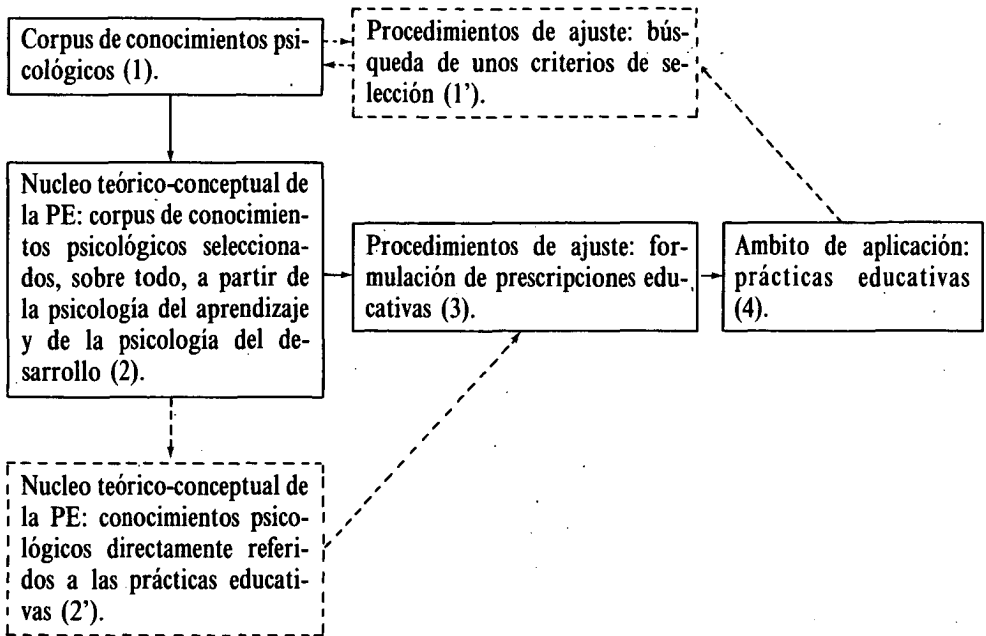 Corpus de conocimientos psi-
cológicos (1).
Procedimientos de ajuste: bús-
queda de unos criterios de se-
lección (1').
Nucleo teórico-conceptual de
la PE: corpus de conocimien-
tos psicológicos selecciona-
dos, sobre todo, a partir de
la psicología del aprendizaje
y de la psicología del de-
sarrollo (2).
Procedimientos de ajuste: for-
mulación de prescripciones edu-
cativas (3).
Ambito de aplicación:
prácticas educativas
(4).
Nucleo teórico-conceptual de
la PE: conocimientos psico-
lógicos directamente referi-
dos a las prácticas educati-
vas (2').